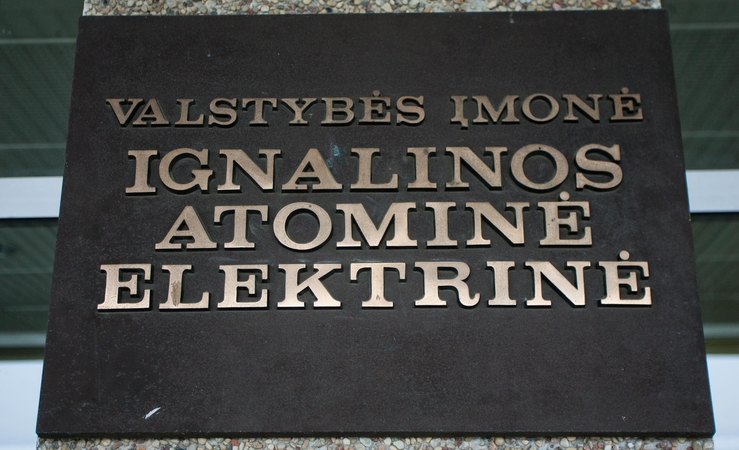 VALSTYBĖS ĮMONĖ
IGNALINOS
ATOMINĖ
ELEKTRINĖ